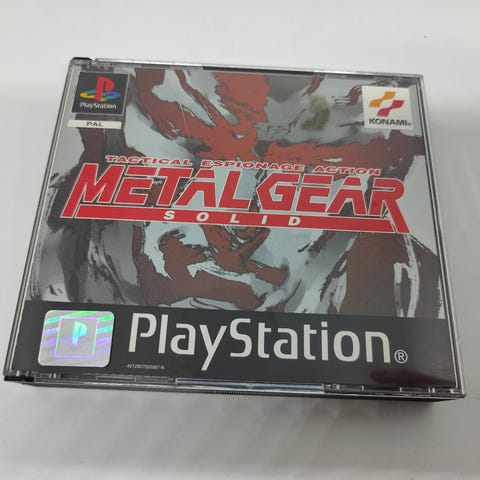 PlayStation
PAL
KONAMI®
TACTICAL ESPIONAGE ACTION
METAL GEAR
SOLID
PlayStation®